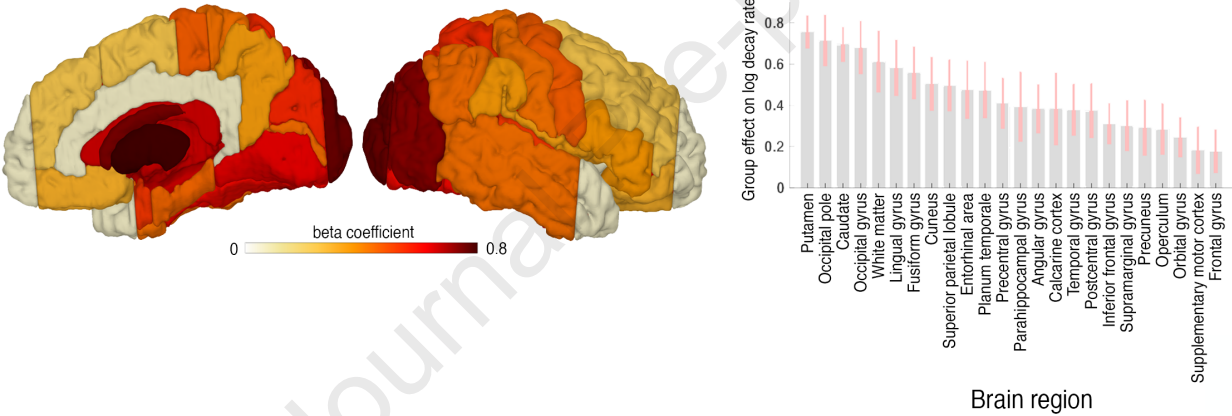 beta coefficient
0
0.8
Group effect on log decay rate
0.8
0.6
0.4
0.2
0
Putamen
Occipital pole
Caudate
Occipital gyrus
White matter
Lingual gyrus
Fusiform gyrus
Cuneus
Superior parietal lobule
Entorhinal area
Planum temporale
Precentral gyrus
Parahippocampal gyrus
Angular gyrus
Calcarine cortex
Temporal gyrus
Postcentral gyrus
Inferior frontal gyrus
Supramarginal gyrus
Precuneus
Operculum
Orbital gyrus
Supplementary motor cortex
Frontal gyrus
Brain region
Journal